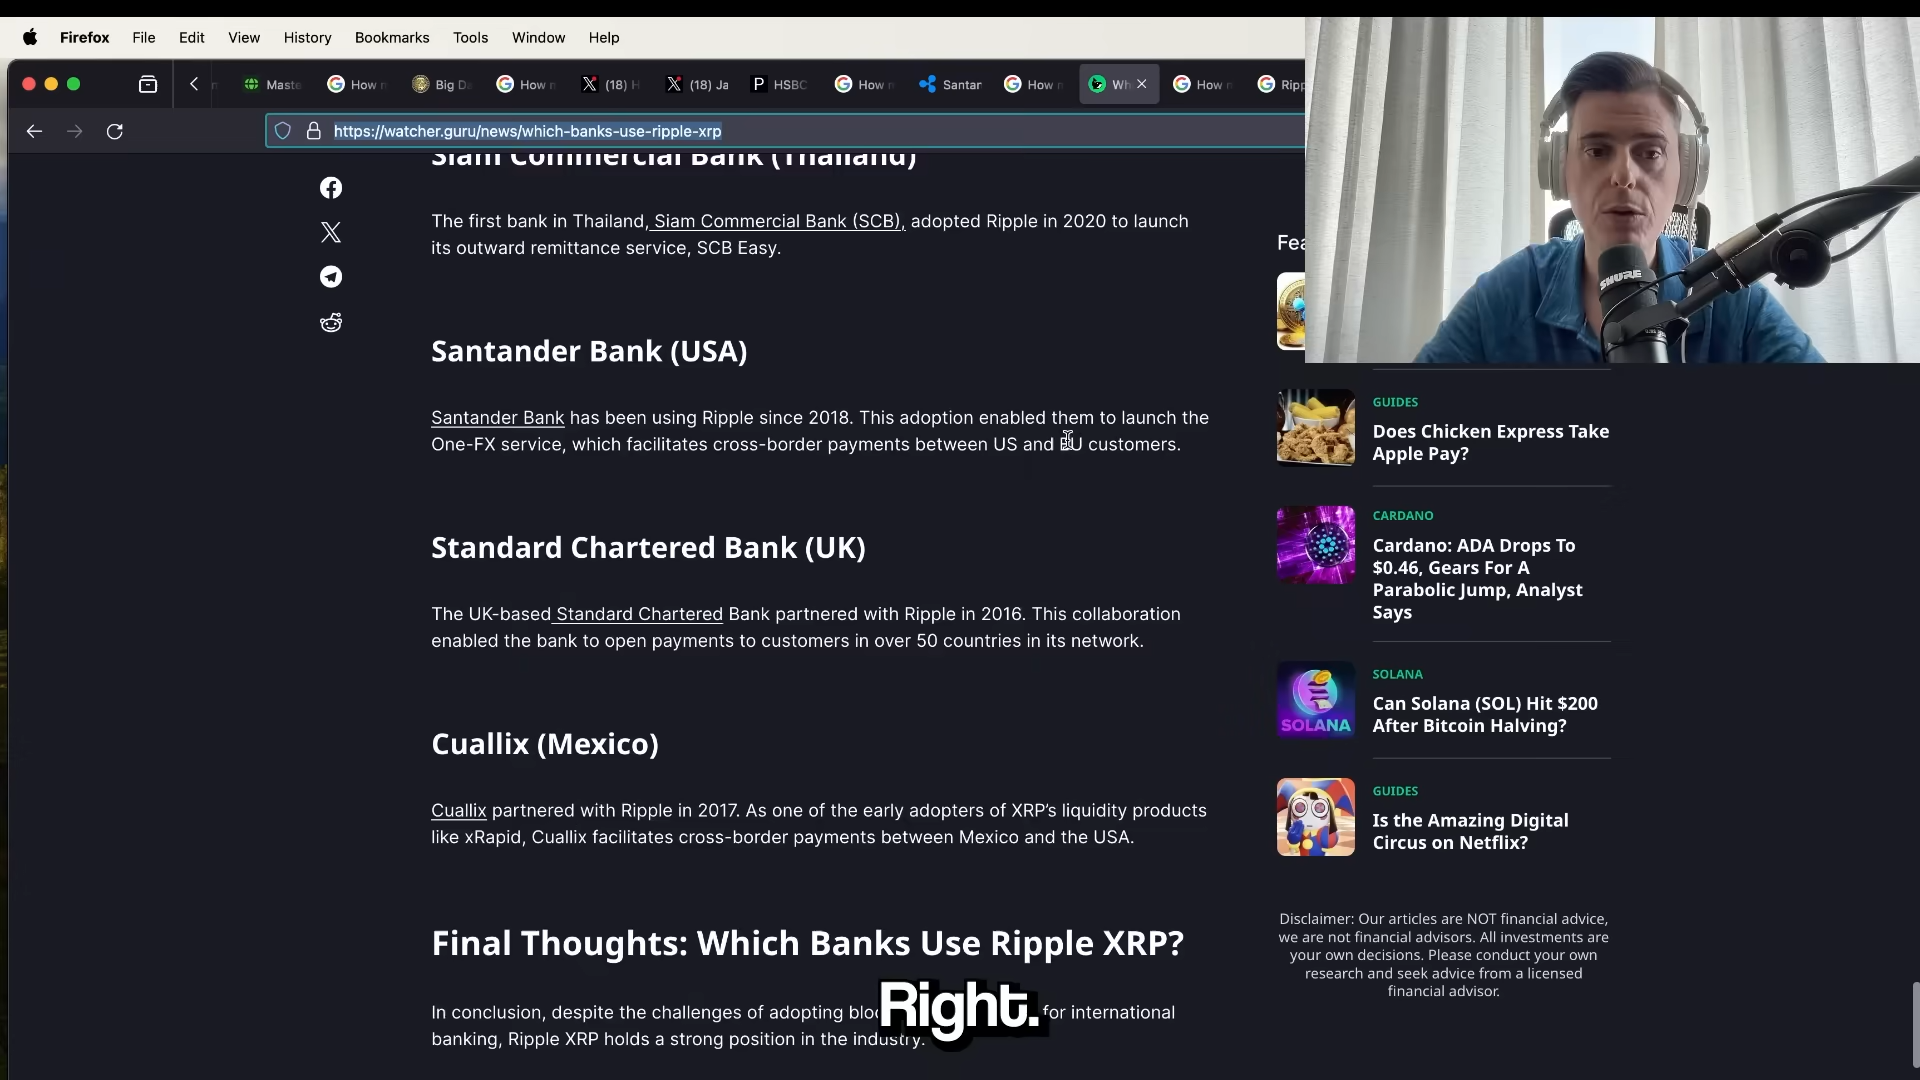 Firefox File Edit View History Bookmarks Tools Window Help
Maste How Big Da How (18) H (18) Ja HSBC How Santan How Wh How Ripp
https://watcher.guru/news/which-banks-use-ripple-xrp
Siam Commercial Bank (Thailand)
The first bank in Thailand, Siam Commercial Bank (SCB), adopted Ripple in 2020 to launch
its outward remittance service, SCB Easy.
Santander Bank (USA)
Santander Bank has been using Ripple since 2018. This adoption enabled them to launch the
One-FX service, which facilitates cross-border payments between US and EU customers.
Standard Chartered Bank (UK)
The UK-based Standard Chartered Bank partnered with Ripple in 2016. This collaboration
enabled the bank to open payments to customers in over 50 countries in its network.
Cuallix (Mexico)
Cuallix partnered with Ripple in 2017. As one of the early adopters of XRP’s liquidity products
like xRapid, Cuallix facilitates cross-border payments between Mexico and the USA.
Final Thoughts: Which Banks Use Ripple XRP?
In conclusion, despite the challenges of adopting blo for international
banking, Ripple XRP holds a strong position in the industry.
Right.
Fea
GUIDES
Does Chicken Express Take
Apple Pay?
CARDANO
Cardano: ADA Drops To
$0.46, Gears For A
Parabolic Jump, Analyst
Says
SOLANA
SOLANA
Can Solana (SOL) Hit $200
After Bitcoin Halving?
GUIDES
Is the Amazing Digital
Circus on Netflix?
Disclaimer: Our articles are NOT financial advice,
we are not financial advisors. All investments are
your own decisions. Please conduct your own
research and seek advice from a licensed
financial advisor.
SHURE